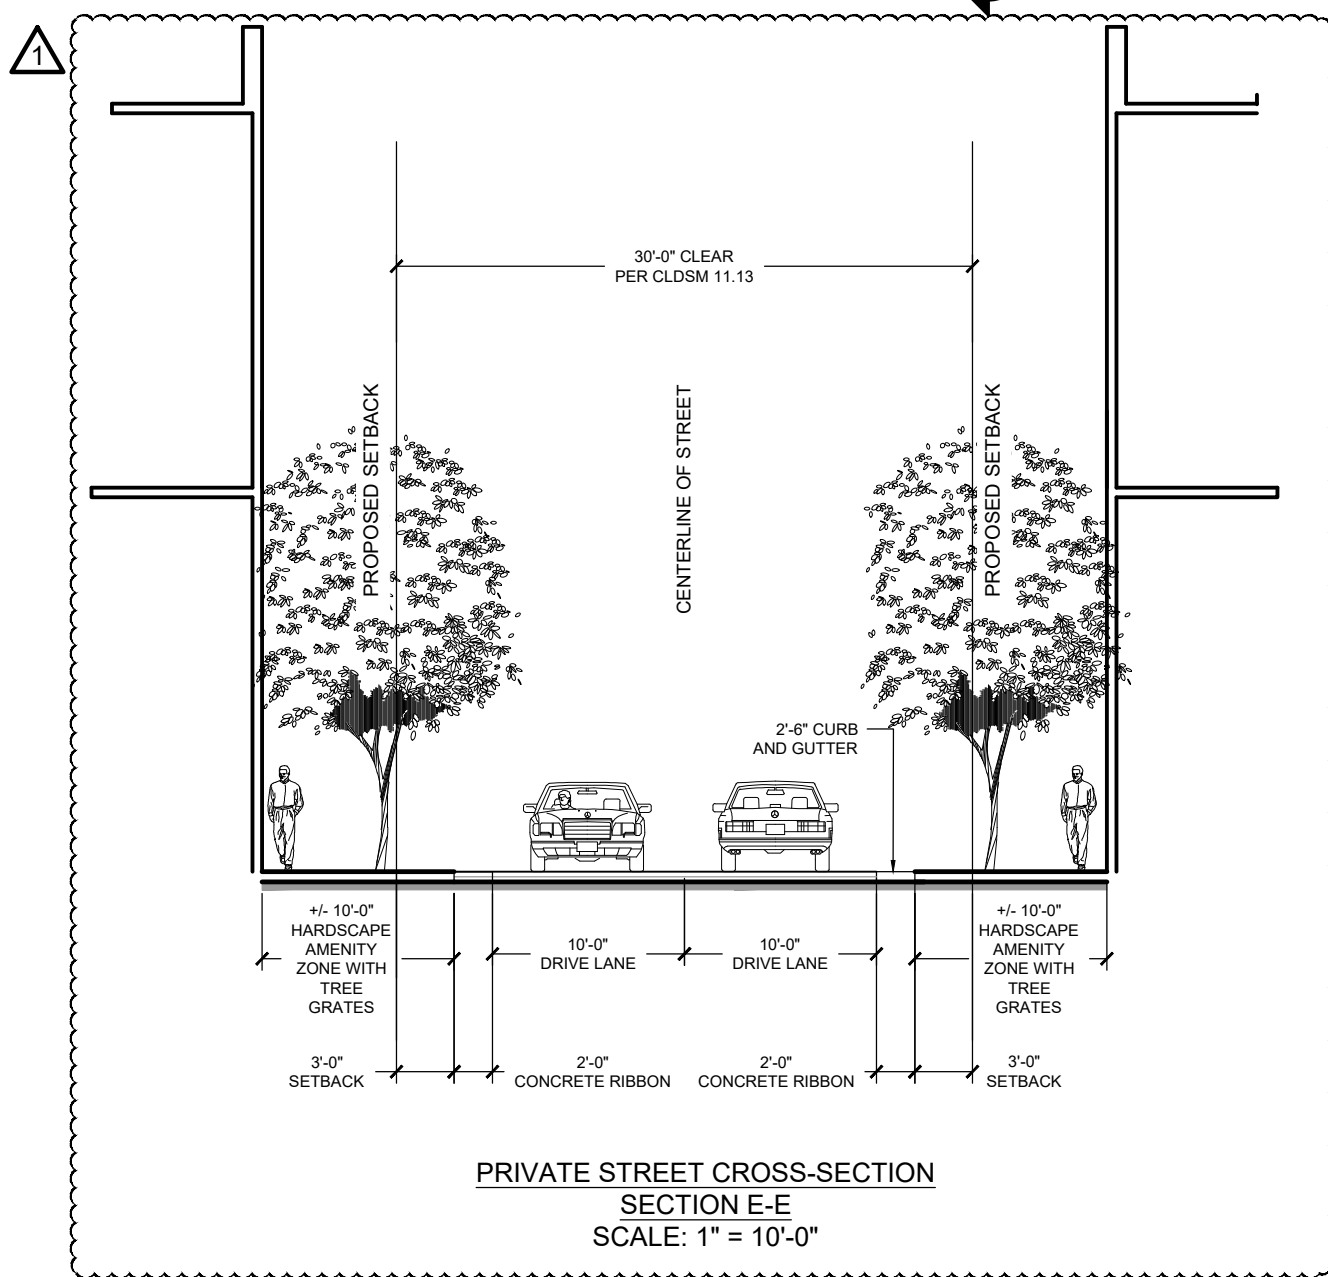 1
30'-0" CLEAR
PER CLDSM 11.13
PROPOSED SETBACK
CENTERLINE OF STREET
PROPOSED SETBACK
2'-6" CURB
AND GUTTER
+/- 10'-0"
HARDSCAPE
AMENITY
ZONE WITH
TREE
GRATES
10'-0"
DRIVE LANE
10'-0"
DRIVE LANE
+/- 10'-0"
HARDSCAPE
AMENITY
ZONE WITH
TREE
GRATES
3'-0"
SETBACK
2'-0"
CONCRETE RIBBON
2'-0"
CONCRETE RIBBON
3'-0"
SETBACK
PRIVATE STREET CROSS-SECTION
SECTION E-E
SCALE: 1" = 10'-0"